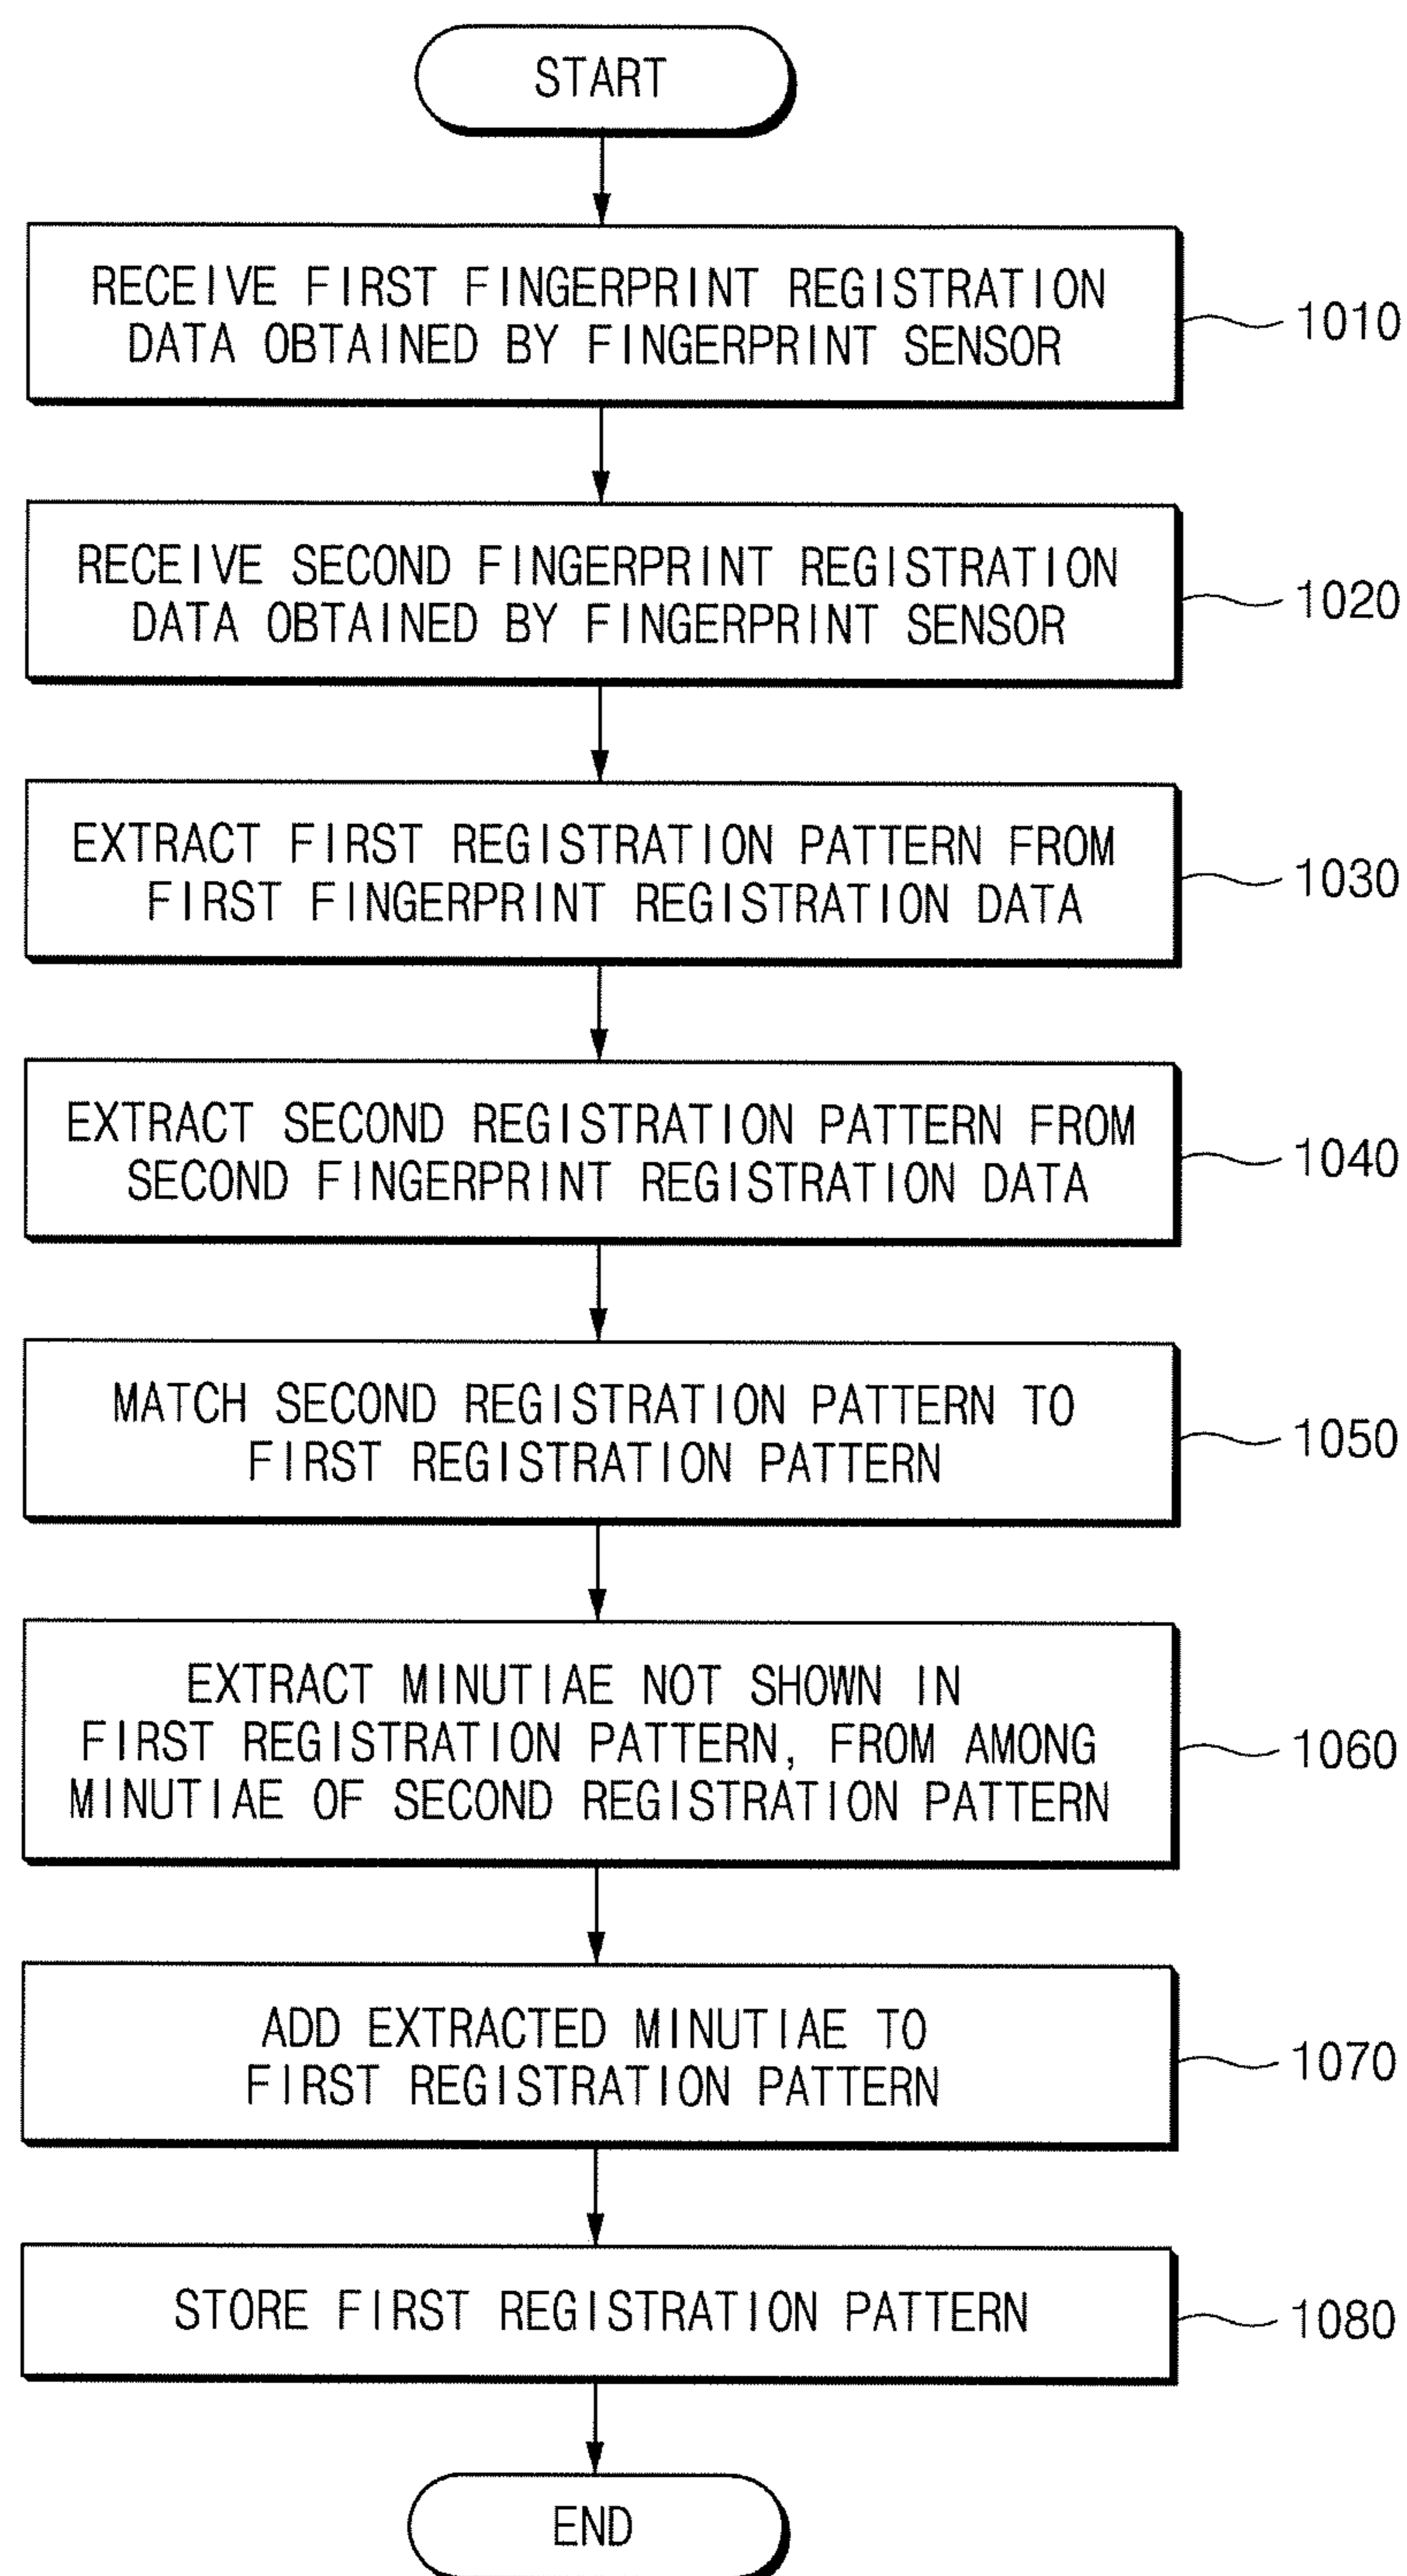 START
RECEIVE FIRST FINGERPRINT REGISTRATION
DATA OBTAINED BY FINGERPRINT SENSOR
1010
RECEIVE SECOND FINGERPRINT REGISTRATION
DATA OBTAINED BY FINGERPRINT SENSOR
1020
EXTRACT FIRST REGISTRATION PATTERN FROM
FIRST FINGERPRINT REGISTRATION DATA
1030
EXTRACT SECOND REGISTRATION PATTERN FROM
SECOND FINGERPRINT REGISTRATION DATA
1040
MATCH SECOND REGISTRATION PATTERN TO
FIRST REGISTRATION PATTERN
1050
EXTRACT MINUTIAE NOT SHOWN IN
FIRST REGISTRATION PATTERN, FROM AMONG
MINUTIAE OF SECOND REGISTRATION PATTERN
1060
ADD EXTRACTED MINUTIAE TO
FIRST REGISTRATION PATTERN
1070
STORE FIRST REGISTRATION PATTERN
1080
END